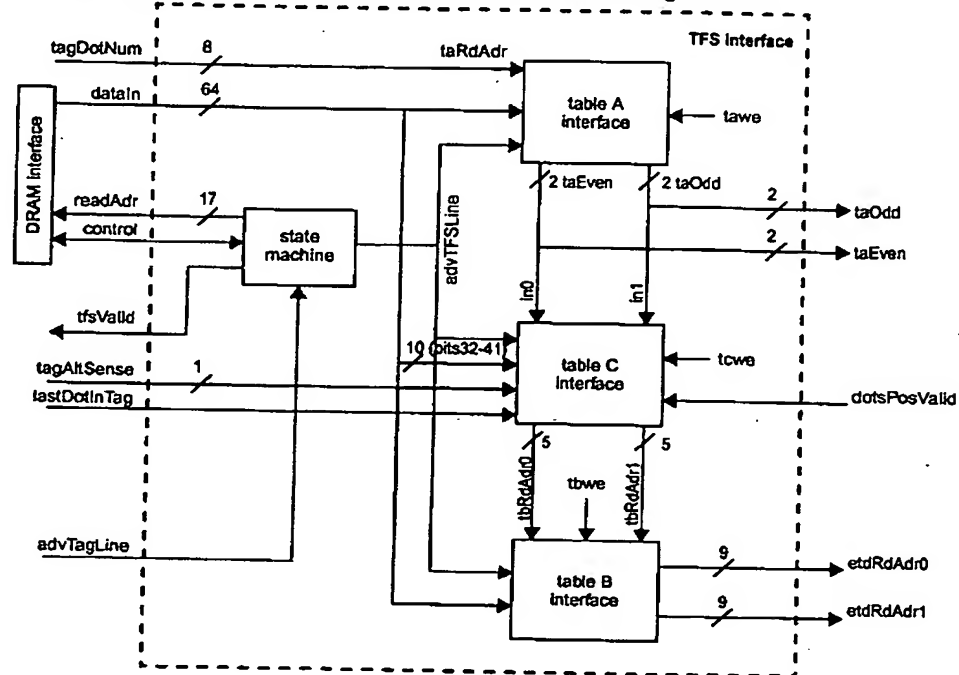 TFS Interface
tagDotNum
8
taRdAdr
dataIn
64
table A
interface
tawe
DRAM Interface
2 taEven
2 taOdd
readAdr
17
2
taOdd
control
state
machine
advTFSLine
2
taEven
in0
in1
tfsValid
10 (bits32-41)
table C
Interface
tcwe
tagAltSense
1
lastDotInTag
dotsPosValid
5
5
tbRdAdr0
tbwe
tbRdAdr1
advTagLine
9
etdRdAdr0
table B
Interface
9
etdRdAdr1